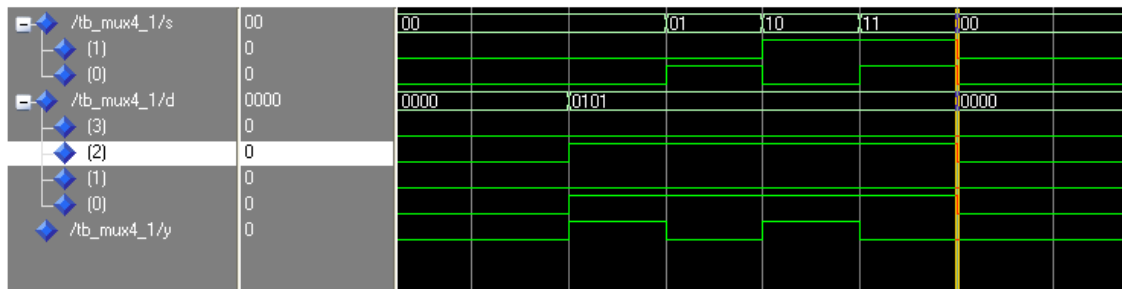 /tb_mux4_1/s 00 00 01 10 11 00
(1) 0
(0) 0
/tb_mux4_1/d 0000 0000 0101 0000
(3) 0
(2) 0
(1) 0
(0) 0
/tb_mux4_1/y 0